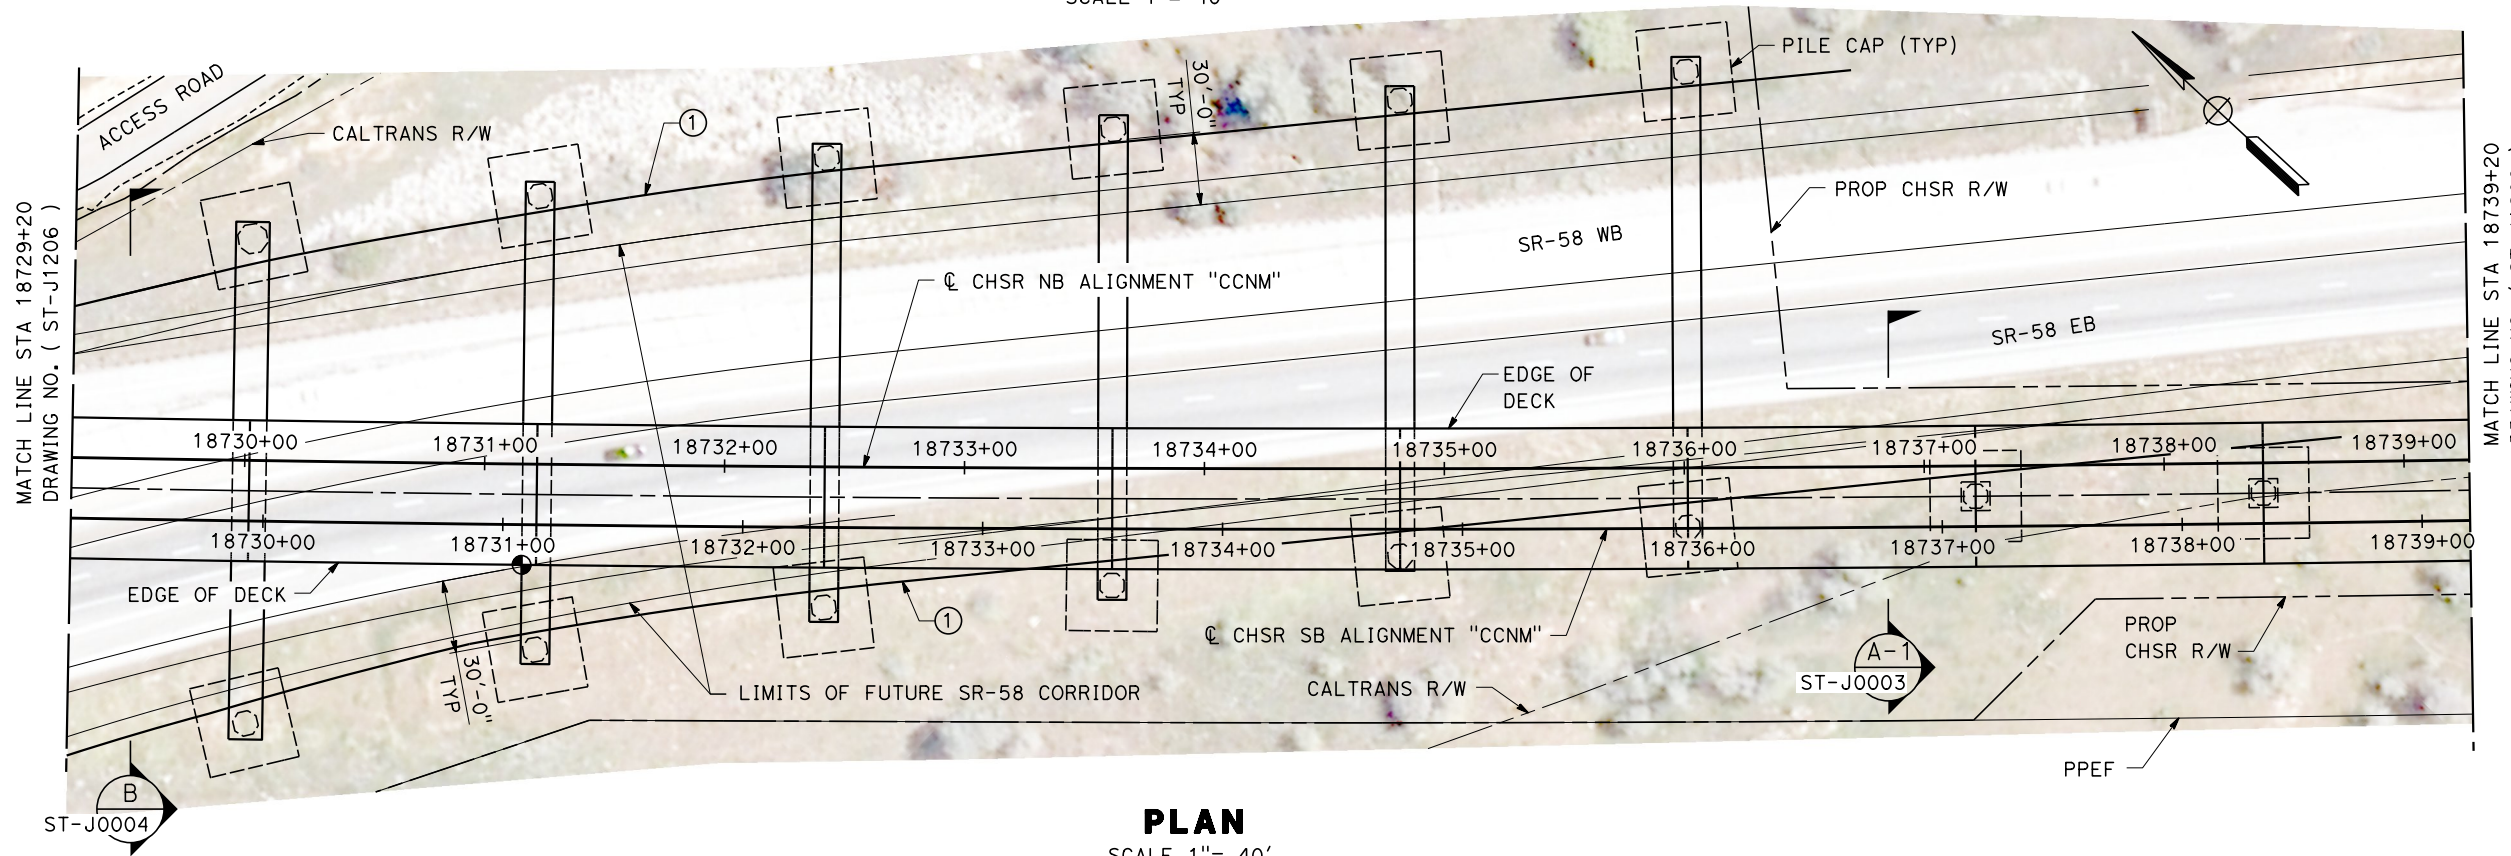 SCALE 1"= 40'
ACCESS ROAD
CALTRANS R/W
1
30'-0"
TYP
PILE CAP (TYP)
PROP CHSR R/W
SR-58 WB
SR-58 EB
℄ CHSR NB ALIGNMENT "CCNM"
EDGE OF
DECK
MATCH LINE STA 18729+20
DRAWING NO. ( ST-J1206 )
MATCH LINE STA 18739+20
18730+00
18731+00
18732+00
18733+00
18734+00
18735+00
18736+00
18737+00
18738+00
18739+00
18730+00
18731+00
18732+00
18733+00
18734+00
18735+00
18736+00
18737+00
18738+00
18739+00
EDGE OF DECK
1
℄ CHSR SB ALIGNMENT "CCNM"
30'-0"
TYP
LIMITS OF FUTURE SR-58 CORRIDOR
CALTRANS R/W
A-1
ST-J0003
PROP
CHSR R/W
PPEF
B
ST-J0004
PLAN
SCALE 1"= 40'